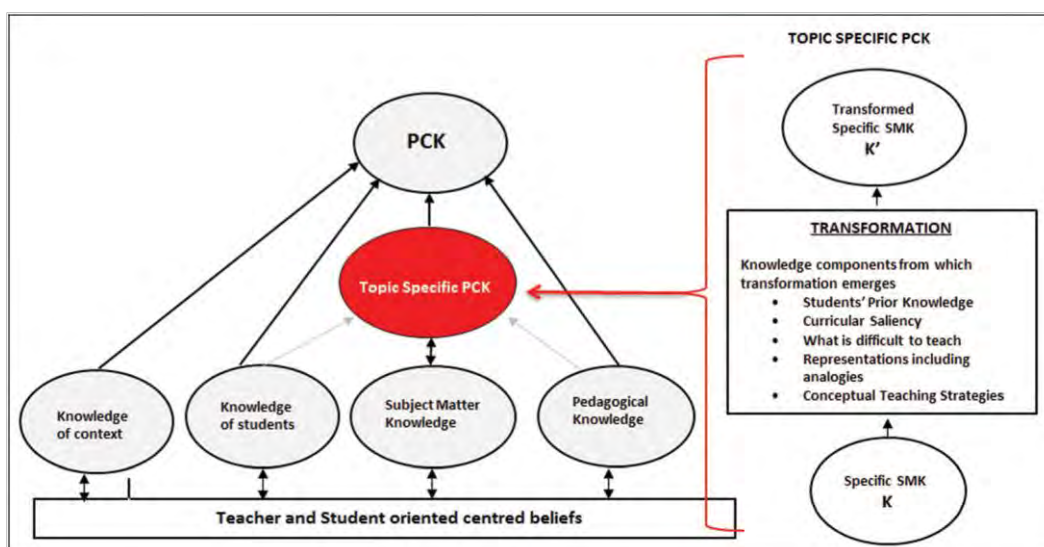 PCK
Topic Specific PCK
Knowledge
of context
Knowledge
of students
Subject Matter
Knowledge
Pedagogical
Knowledge
Teacher and Student oriented centred beliefs
TOPIC SPECIFIC PCK
Transformed
Specific SMK
K’
TRANSFORMATION
Knowledge components from which
transformation emerges
• Students’ Prior Knowledge
• Curricular Saliency
• What is difficult to teach
• Representations including
analogies
• Conceptual Teaching Strategies
Specific SMK
K